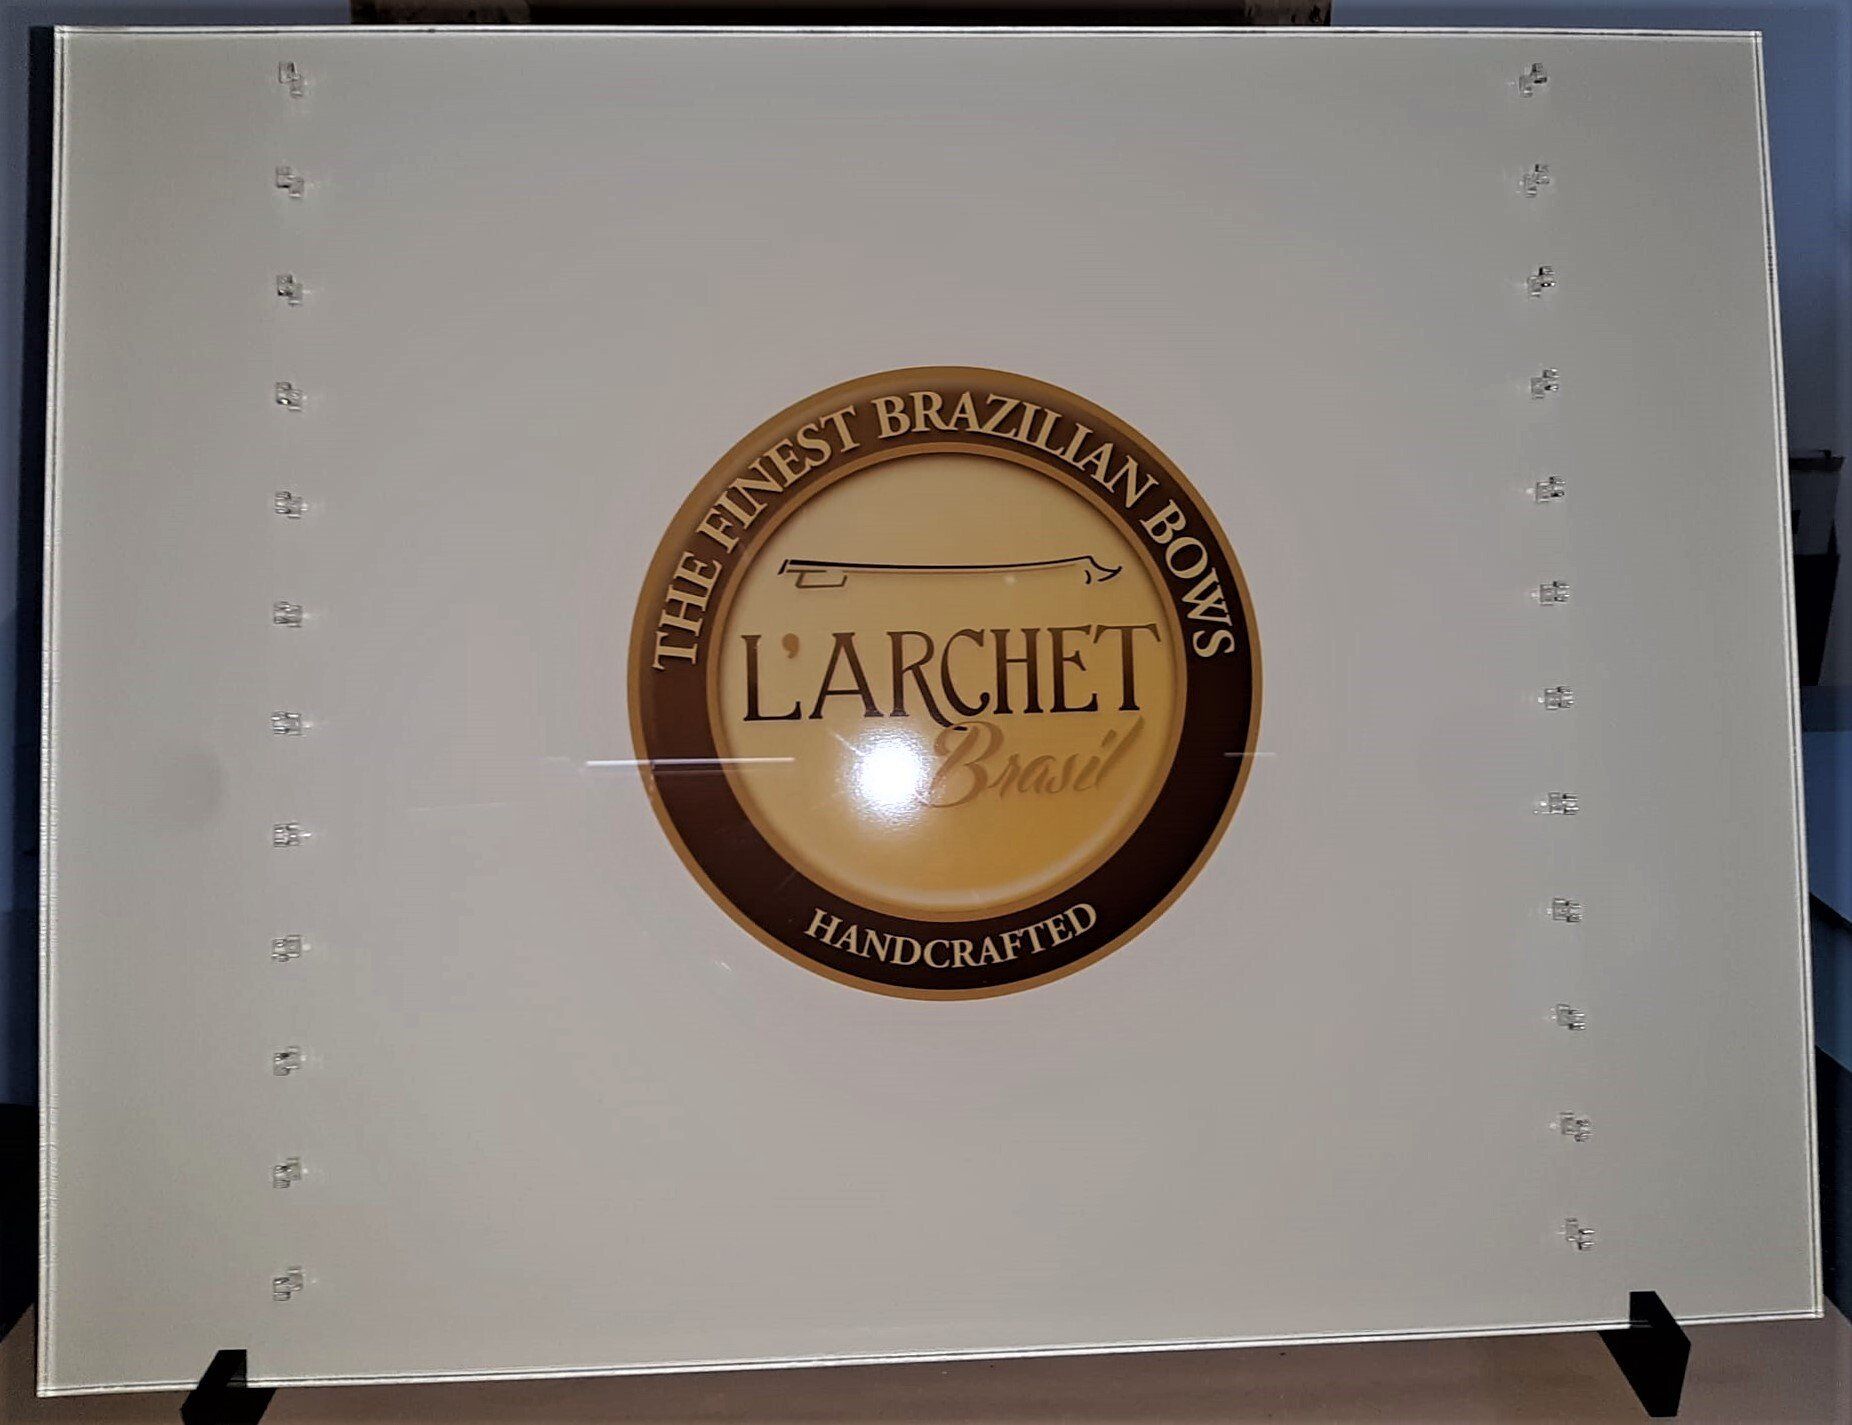 THE FINEST BRAZILIAN BOWS
L'ARCHET
Brasil
HANDCRAFTED